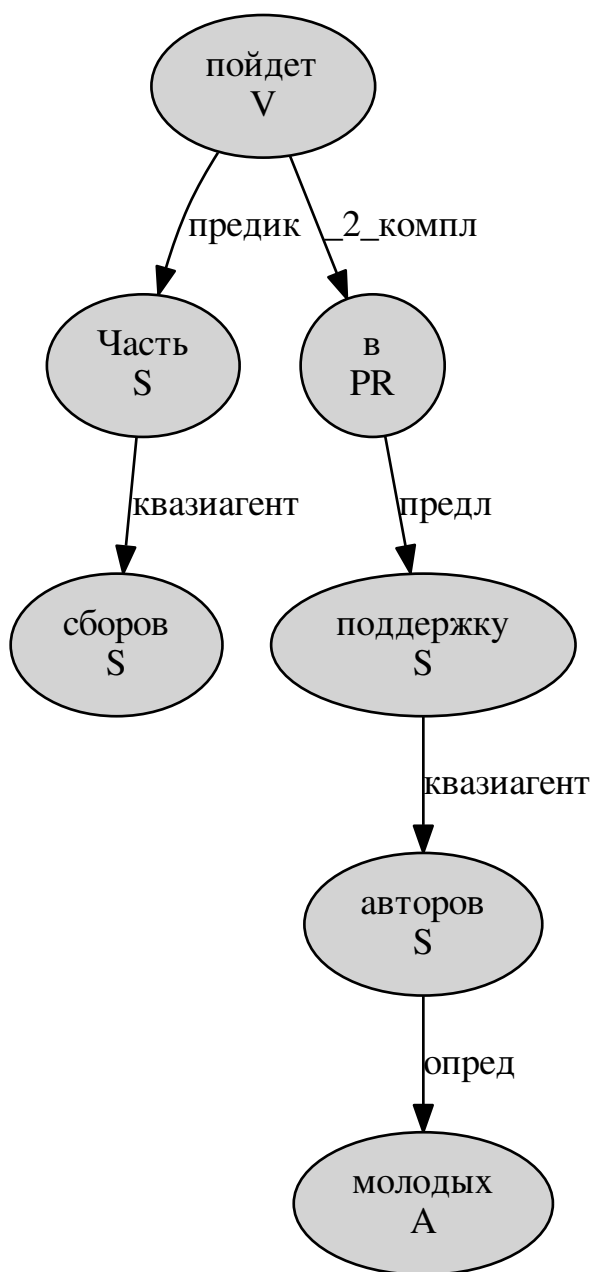 пойдет
V
предик
_2_компл
Часть
S
в
PR
квазиагент
предл
сборов
S
поддержку
S
квазиагент
авторов
S
опред
молодых
A